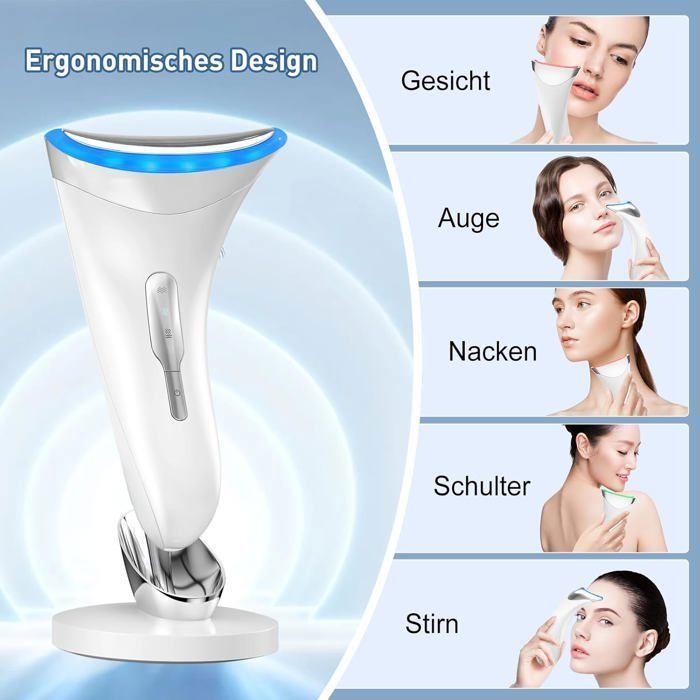 Ergonomisches Design
Gesicht
Auge
Nacken
Schulter
Stirn